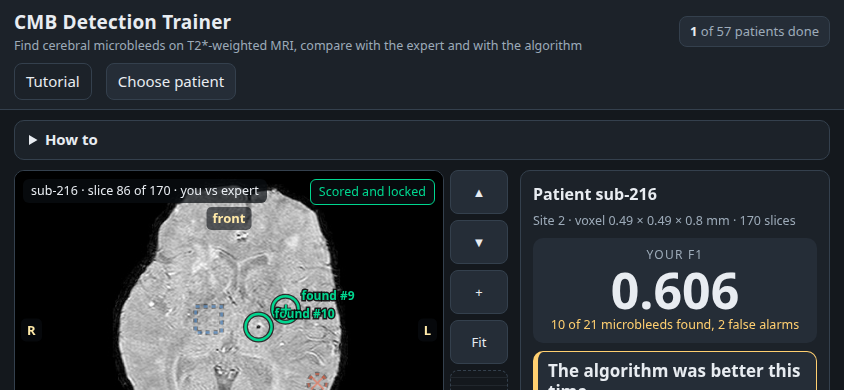 CMB Detection Trainer
Find cerebral microbleeds on T2*-weighted MRI, compare with the expert and with the algorithm
1 of 57 patients done
Tutorial
Choose patient
▶ How to
sub-216 · slice 86 of 170 · you vs expert
Scored and locked
front
found #9
found #10
R
L
▲
▼
+
Fit
Patient sub-216
Site 2 · voxel 0.49 × 0.49 × 0.8 mm · 170 slices
YOUR F1
0.606
10 of 21 microbleeds found, 2 false alarms
The algorithm was better this
time